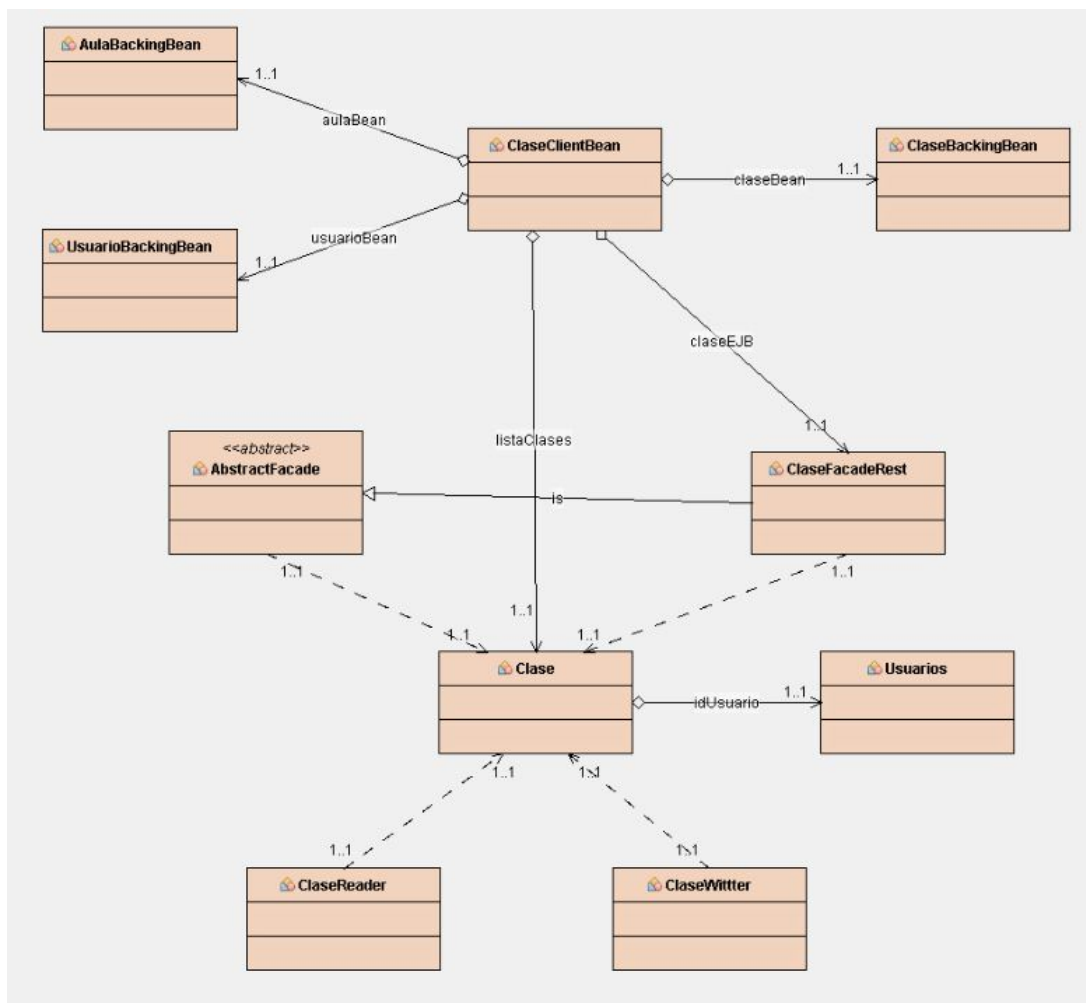 AulaBackingBean
1..1
aulaBean
ClaseClientBean
ClaseBackingBean
1..1
claseBean
UsuarioBackingBean
usuarioBean
1..1
claseEJB
1..1
listaClases
<<abstract>>
AbstractFacade
ClaseFacadeRest
is
1..1
1..1
1..1
1..1
1..1
Clase
Usuarios
1..1
idUsuario
1..1
1..1
1..1
1..1
ClaseReader
ClaseWittter